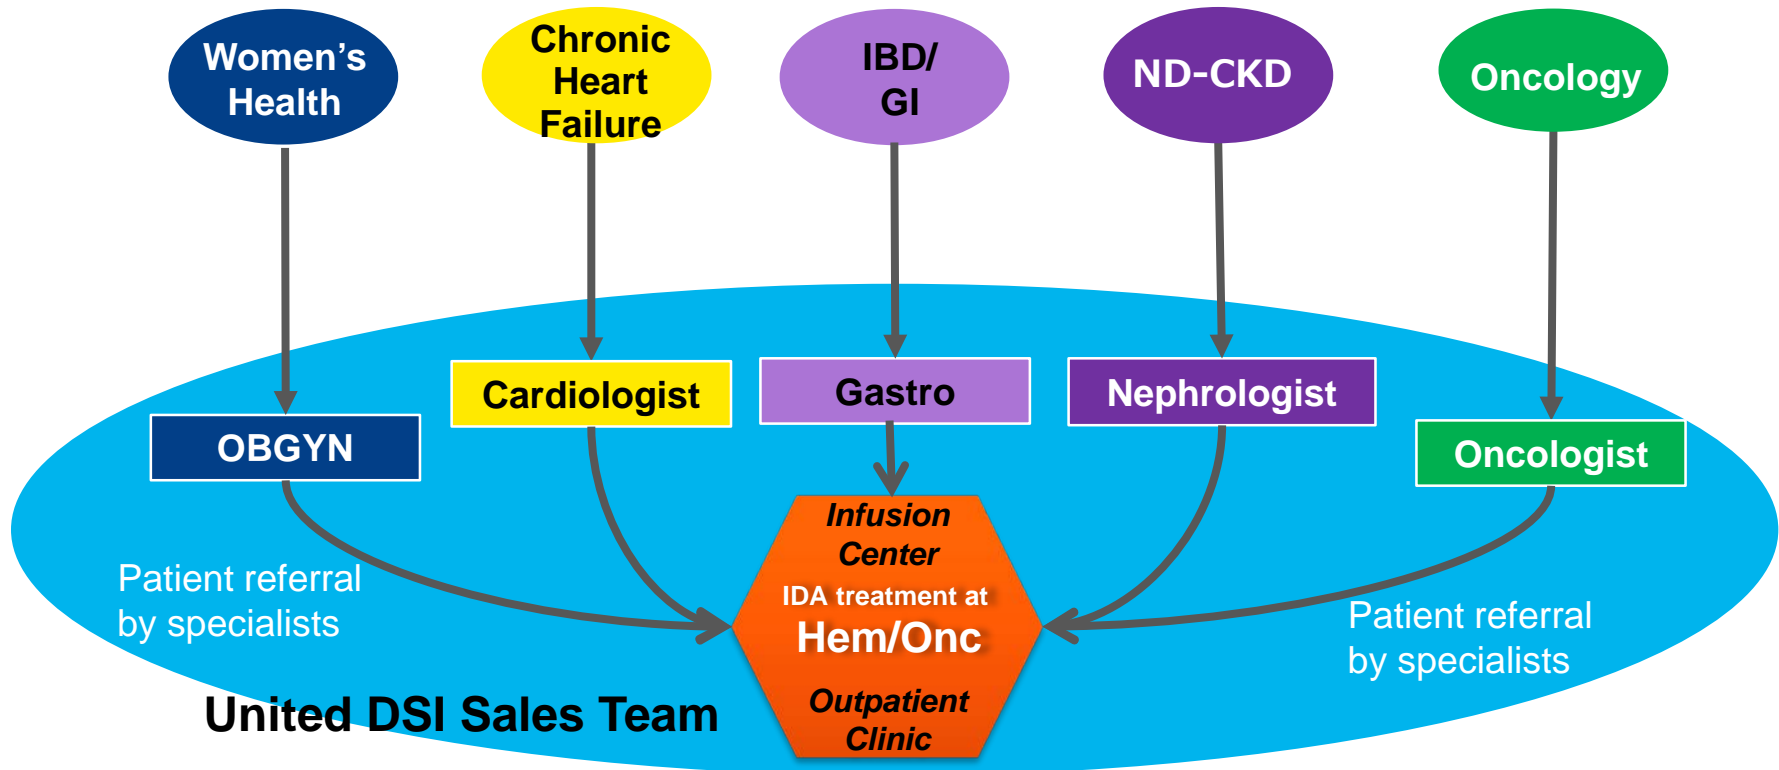 Women’s
Health
Chronic
Heart
Failure
IBD/
GI
ND-CKD
Oncology
OBGYN
Cardiologist
Gastro
Nephrologist
Oncologist
Infusion
Center
IDA treatment at
Hem/Onc
Outpatient
Clinic
Patient referral
by specialists
Patient referral
by specialists
United DSI Sales Team